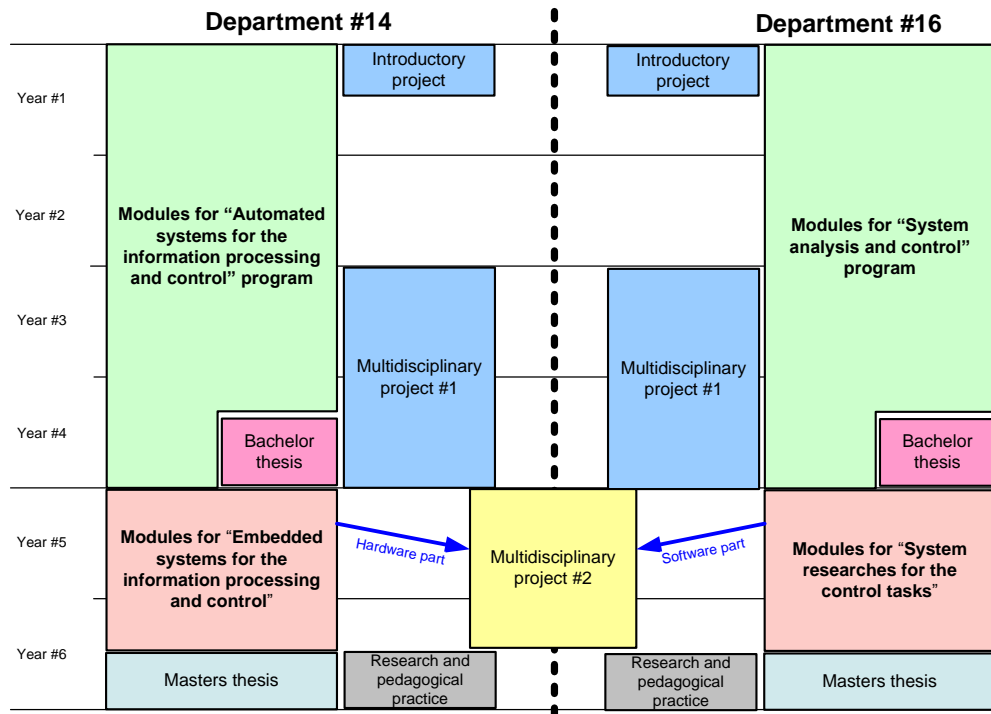 Department #14
Department #16
Introductory
project
Introductory
project
Year #1
Year #2
Modules for “Automated
systems for the
information processing
and control” program
Modules for “System
analysis and control”
program
Year #3
Multidisciplinary
project #1
Multidisciplinary
project #1
Year #4
Bachelor
thesis
Bachelor
thesis
Year #5
Modules for “Embedded
systems for the
information processing
and control”
Hardware part
Multidisciplinary
project #2
Software part
Modules for “System
researches for the
control tasks”
Year #6
Masters thesis
Research and
pedagogical
practice
Research and
pedagogical
practice
Masters thesis